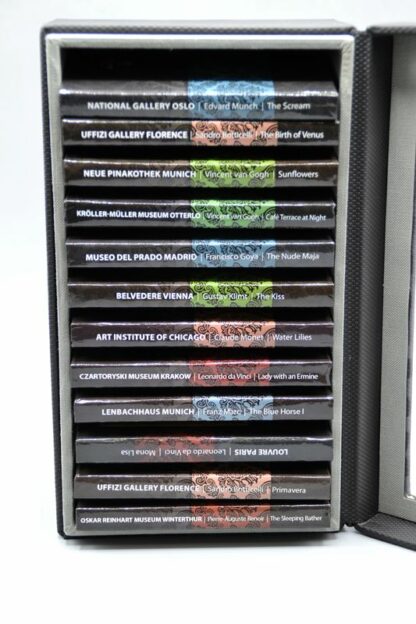 NATIONAL GALLERY OSLO | Edvard Munch | The Scream
UFFIZI GALLERY FLORENCE | Sandro Botticelli | The Birth of Venus
NEUE PINAKOTHEK MUNICH | Vincent van Gogh | Sunflowers
KRÖLLER-MÜLLER MUSEUM OTTERLO | Vincent van Gogh | Café Terrace at Night
MUSEO DEL PRADO MADRID | Francisco Goya | The Nude Maja
BELVEDERE VIENNA | Gustav Klimt | The Kiss
ART INSTITUTE OF CHICAGO | Claude Monet | Water Lilies
CZARTORYSKI MUSEUM KRAKOW | Leonardo da Vinci | Lady with an Ermine
LENBACHHAUS MUNICH | Franz Marc | The Blue Horse I
LOUVRE PARIS | Leonardo da Vinci | Mona Lisa
UFFIZI GALLERY FLORENCE | Sandro Botticelli | Primavera
OSKAR REINHART MUSEUM WINTERTHUR | Pierre-Auguste Renoir | The Sleeping Bather